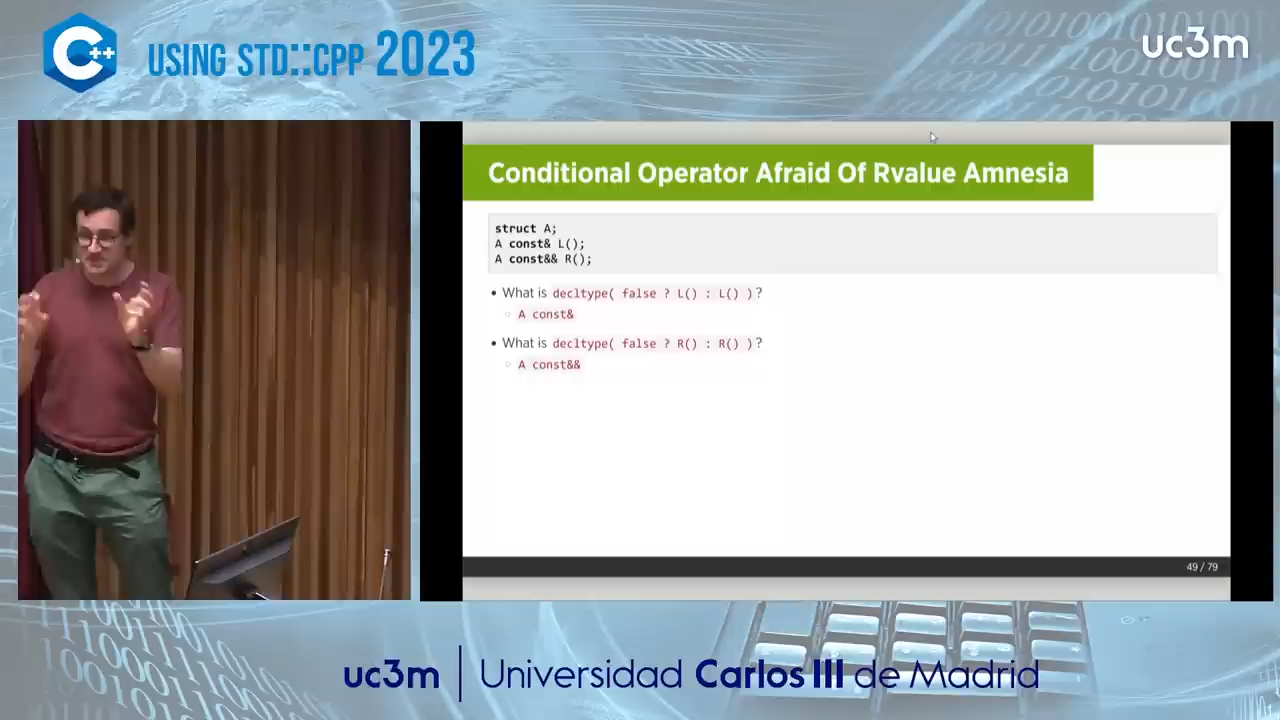 C++
USING STD::CPP 2023
uc3m
Conditional Operator Afraid Of Rvalue Amnesia
struct A;
A const& L();
A const&& R();
• What is decltype( false ? L() : L() )?
○ A const&
• What is decltype( false ? R() : R() )?
○ A const&&
49 / 79
uc3m | Universidad Carlos III de Madrid